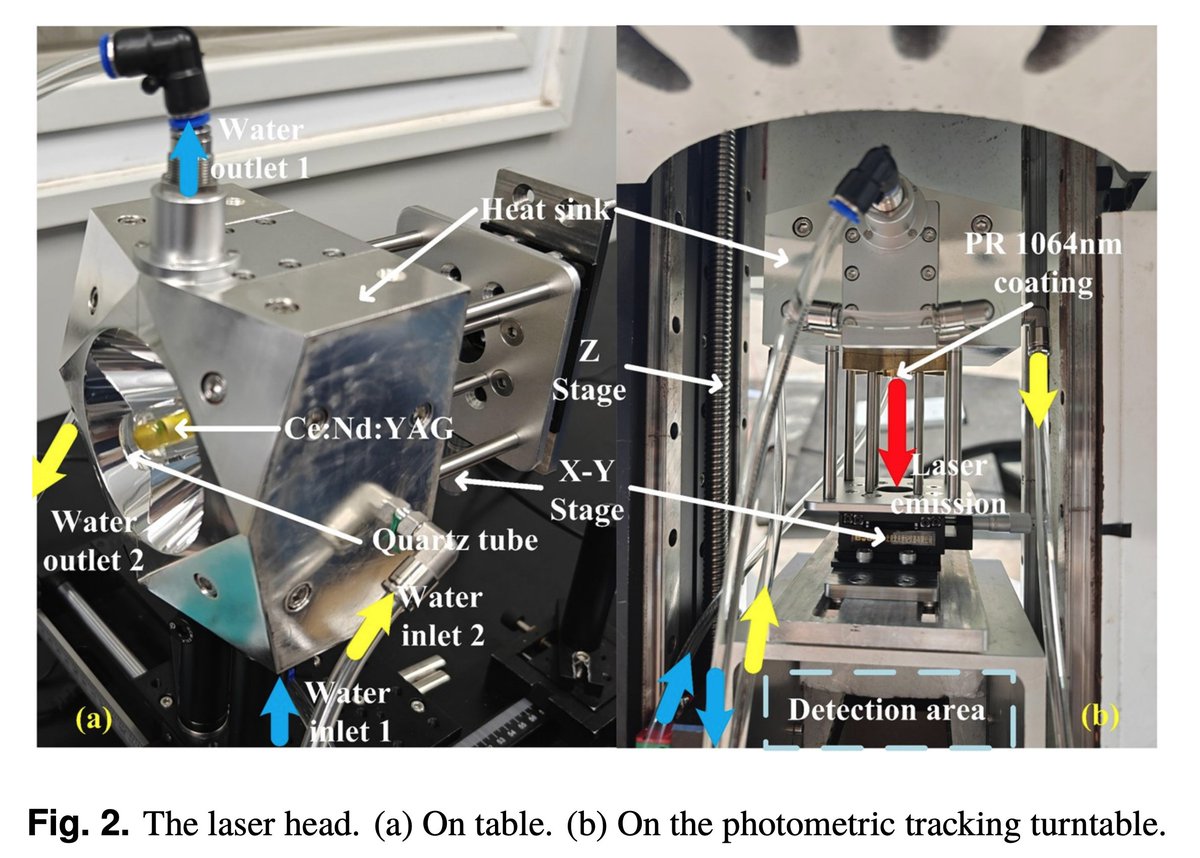 Water
outlet 1
Heat sink
PR 1064nm
coating
Z
Stage
Ce:Nd:YAG
X-Y
Stage
Laser
emission
Water
outlet 2
Quartz tube
Water
inlet 2
Water
inlet 1
Detection area
(a)
(b)
Fig. 2. The laser head. (a) On table. (b) On the photometric tracking turntable.